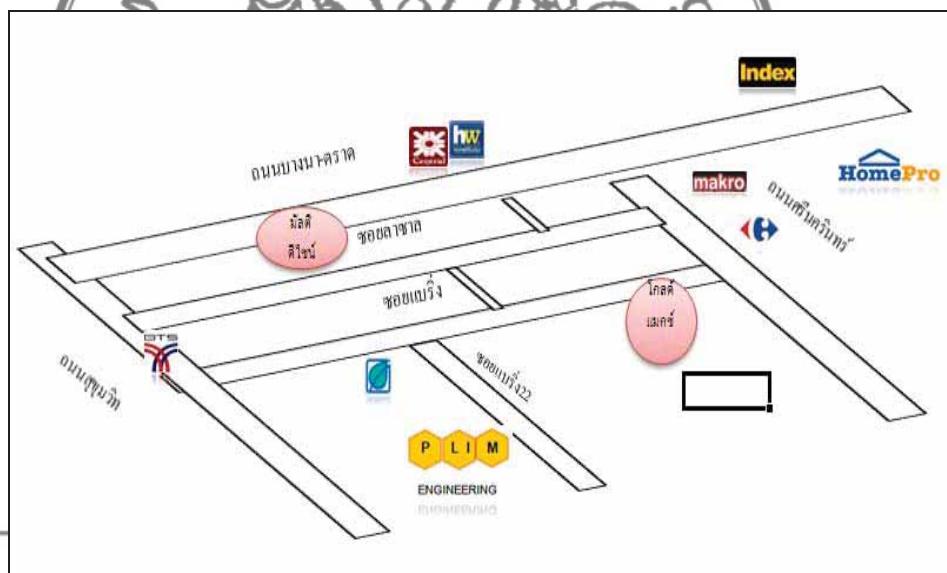 Index
ถนนบางนา-ตราด
Central
hw
makro
HomePro
ถนนศรีนครินทร์
มัลติ
ดีไซน์
ซอยลาซาล
ซอยแบริ่ง
โกลด์
แมกซ์
BTS
ถนนสุขุมวิท
ซอยแบริ่ง22
P L I M
ENGINEERING